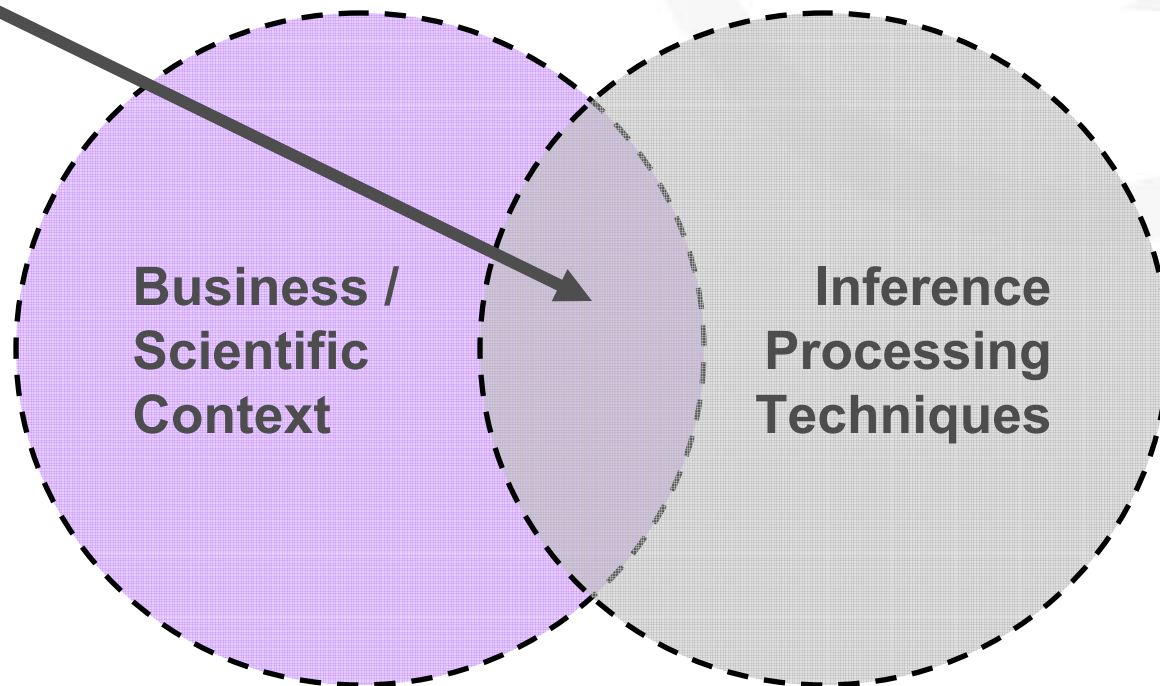 Business /
Scientific
Context
Inference
Processing
Techniques